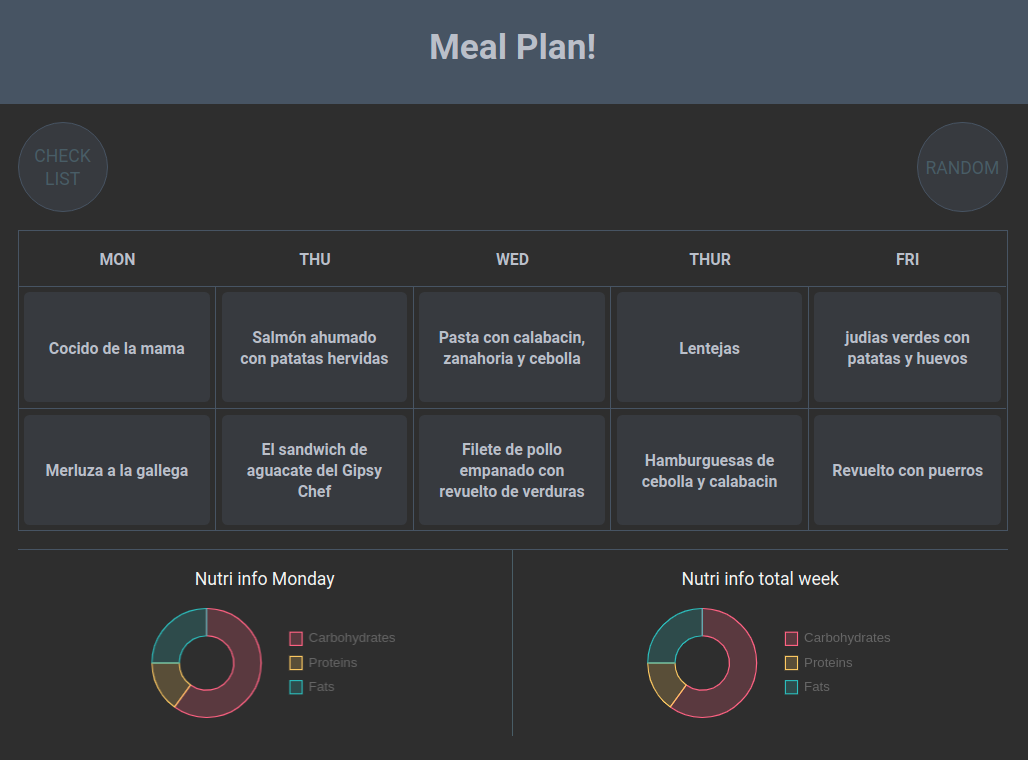 Meal Plan!
CHECK
LIST
RANDOM
MON THU WED THUR FRI
Cocido de la mama
Salmón ahumado
con patatas hervidas
Pasta con calabacin,
zanahoria y cebolla
Lentejas
judias verdes con
patatas y huevos
Merluza a la gallega
El sandwich de
aguacate del Gipsy
Chef
Filete de pollo
empanado con
revuelto de verduras
Hamburguesas de
cebolla y calabacin
Revuelto con puerros
Nutri info Monday
Carbohydrates
Proteins
Fats
Nutri info total week
Carbohydrates
Proteins
Fats